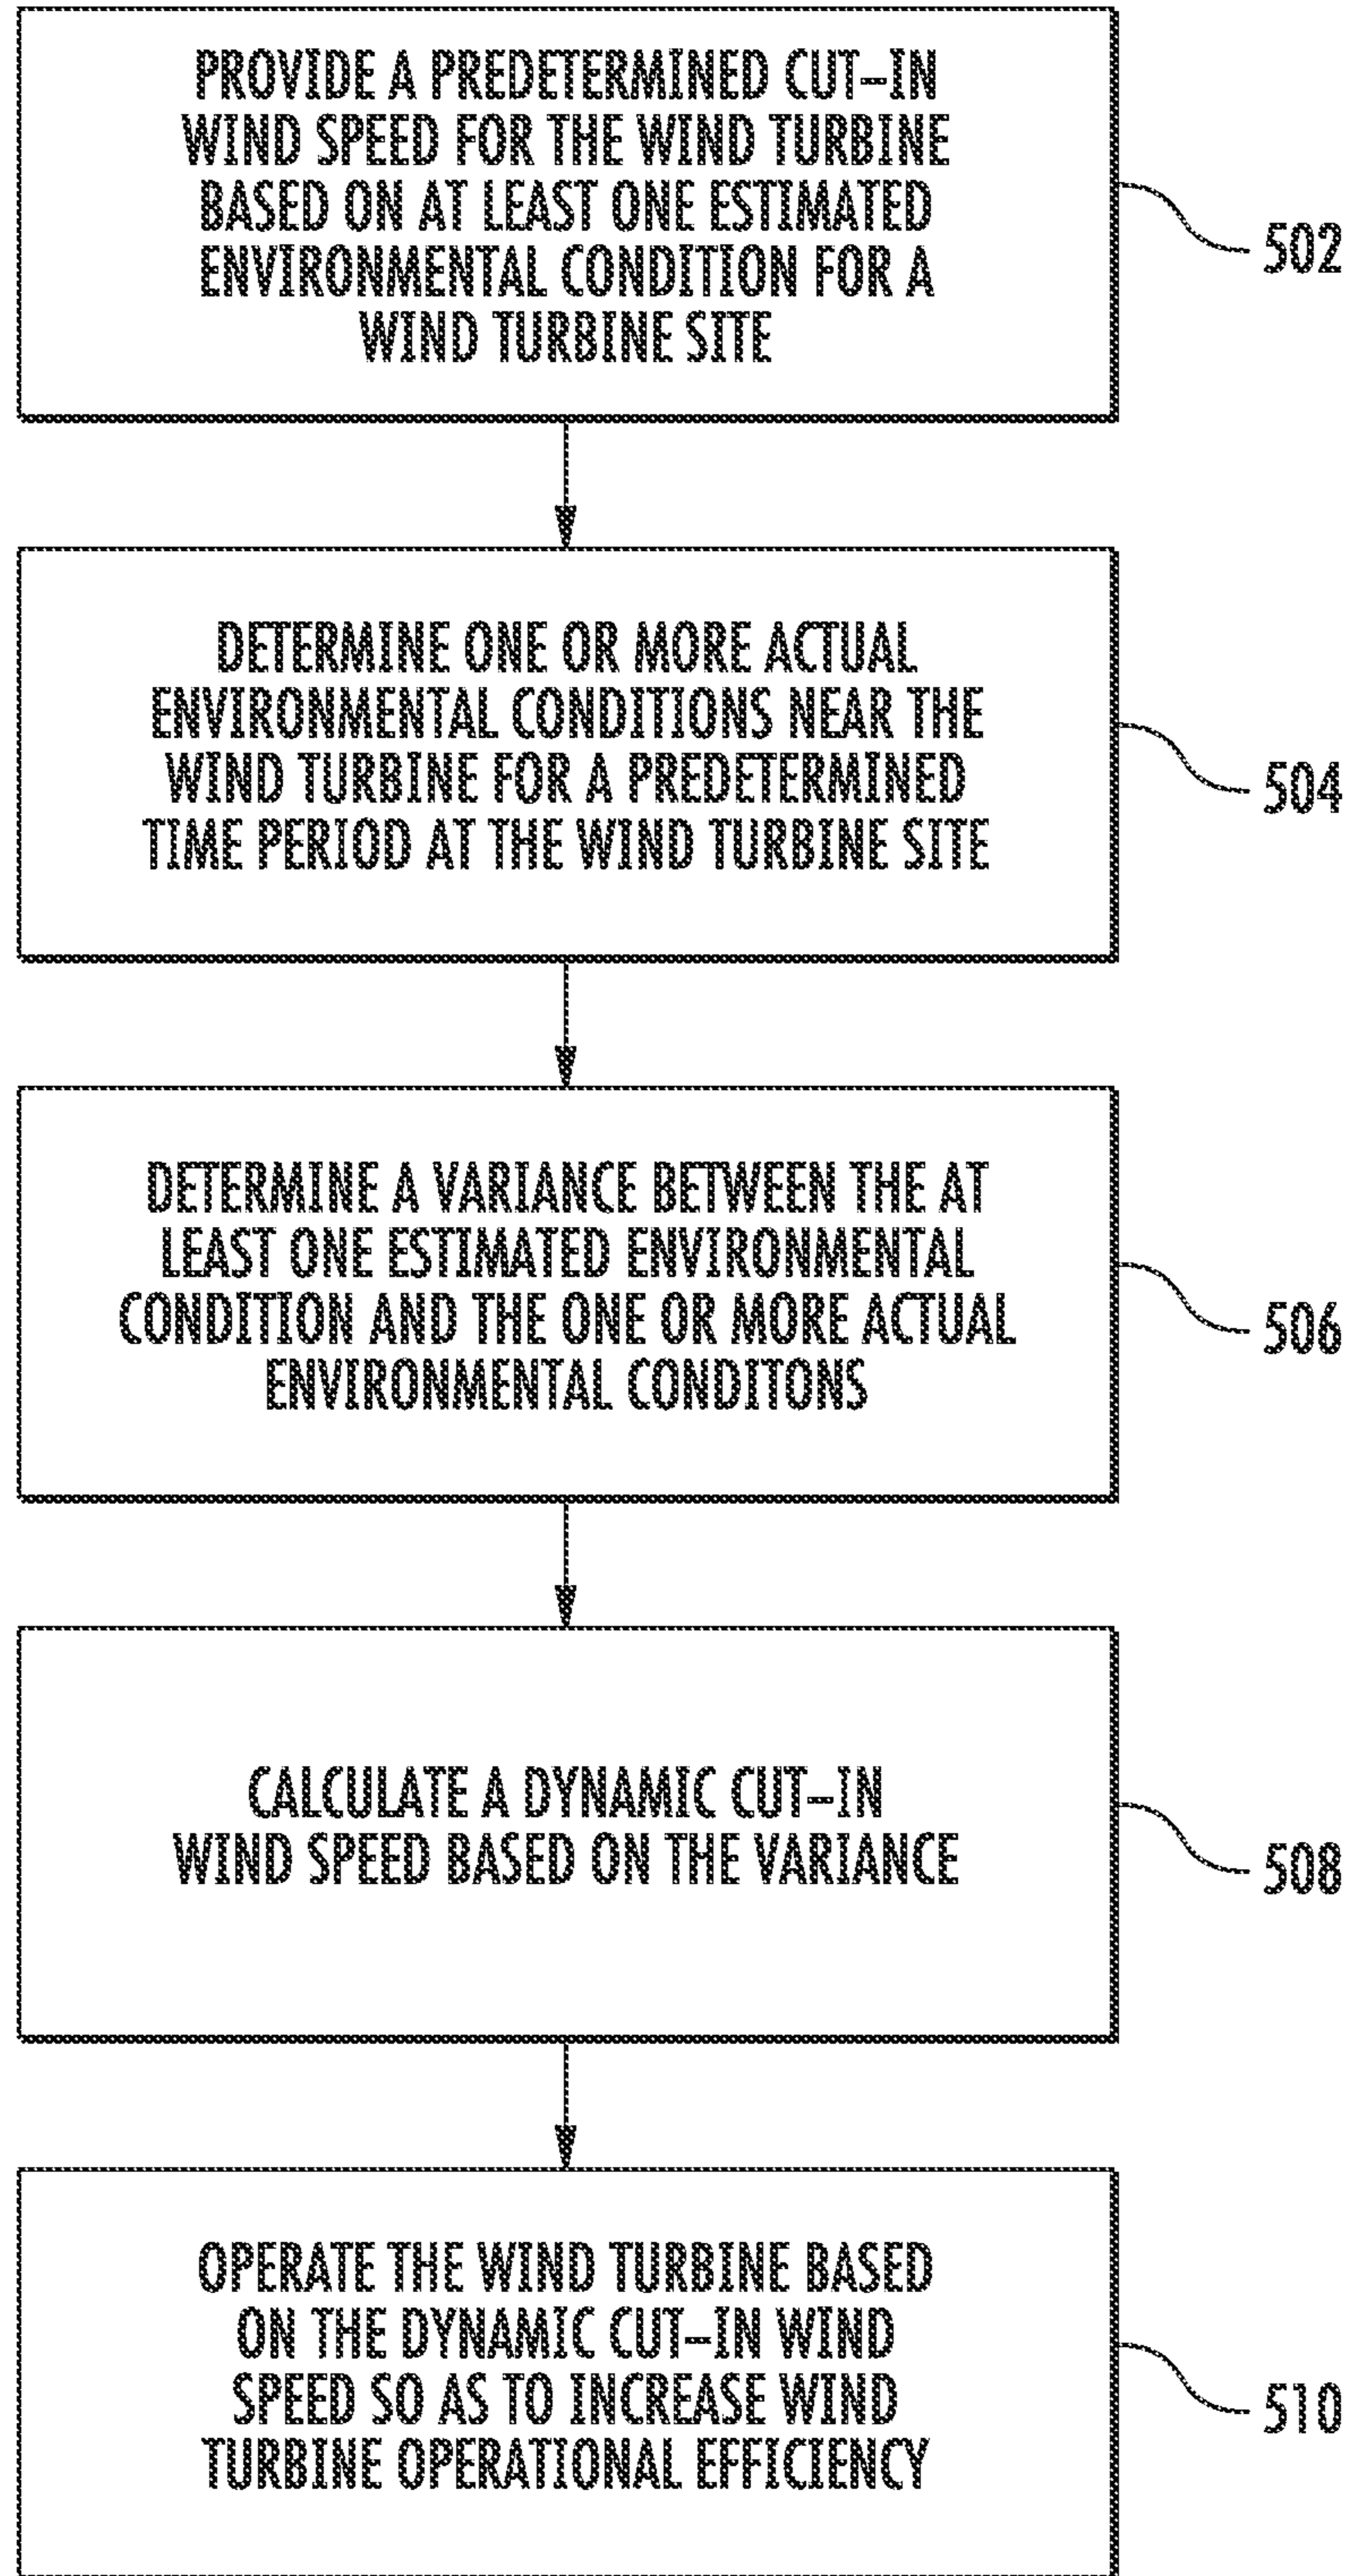 PROVIDE A PREDETERMINED CUT–IN
WIND SPEED FOR THE WIND TURBINE
BASED ON AT LEAST ONE ESTIMATED
ENVIRONMENTAL CONDITION FOR A
WIND TURBINE SITE
502
DETERMINE ONE OR MORE ACTUAL
ENVIRONMENTAL CONDITIONS NEAR THE
WIND TURBINE FOR A PREDETERMINED
TIME PERIOD AT THE WIND TURBINE SITE
504
DETERMINE A VARIANCE BETWEEN THE AT
LEAST ONE ESTIMATED ENVIRONMENTAL
CONDITION AND THE ONE OR MORE ACTUAL
ENVIRONMENTAL CONDITONS
506
CALCULATE A DYNAMIC CUT–IN
WIND SPEED BASED ON THE VARIANCE
508
OPERATE THE WIND TURBINE BASED
ON THE DYNAMIC CUT–IN WIND
SPEED SO AS TO INCREASE WIND
TURBINE OPERATIONAL EFFICIENCY
510